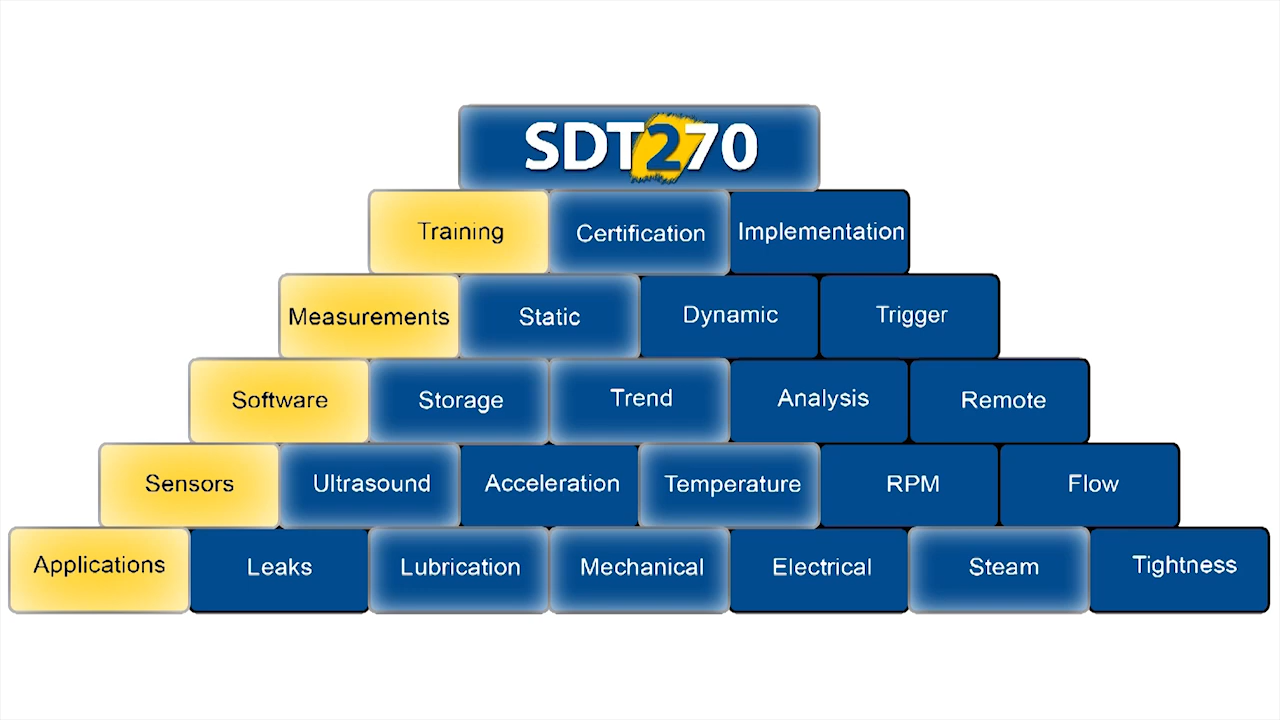 SDT270
Training Certification Implementation
Measurements Static Dynamic Trigger
Software Storage Trend Analysis Remote
Sensors Ultrasound Acceleration Temperature RPM Flow
Applications Leaks Lubrication Mechanical Electrical Steam Tightness